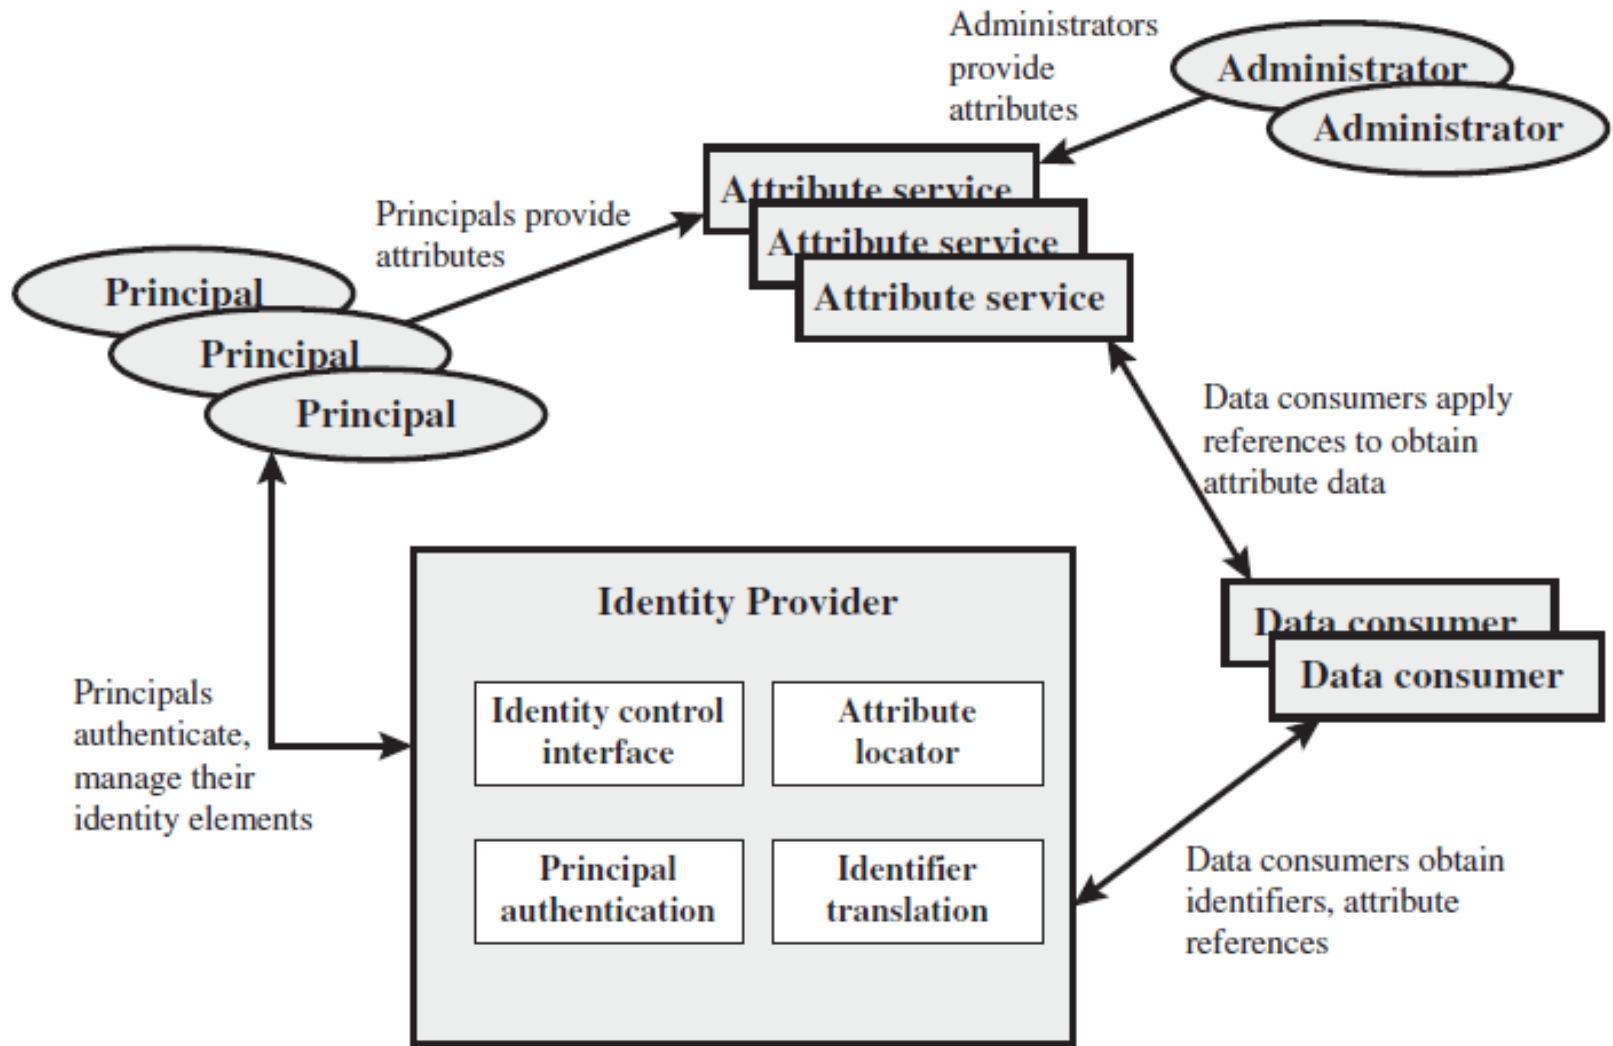 Administrators
provide
attributes
Administrator
Administrator
Attribute service
Attribute service
Attribute service
Principals provide
attributes
Principal
Principal
Principal
Data consumers apply
references to obtain
attribute data
Identity Provider
Data consumer
Data consumer
Identity control
interface
Attribute
locator
Principals
authenticate,
manage their
identity elements
Principal
authentication
Identifier
translation
Data consumers obtain
identifiers, attribute
references